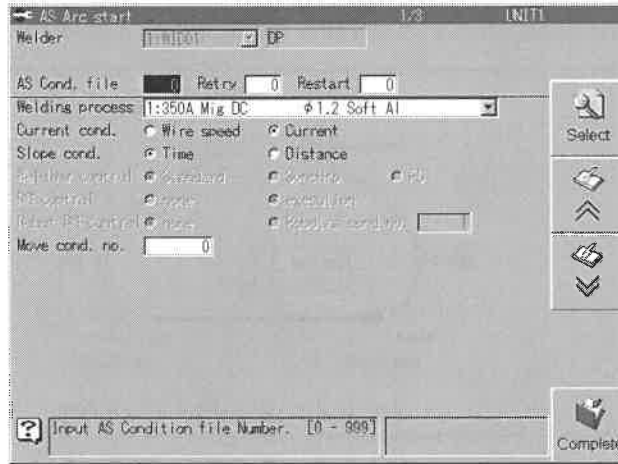 AS Arc start 1/3 UNIT1
Welder DP
AS Cond. file 0 Retry 0 Restart 0
Welding process 1:350A Mig DC φ1.2 Soft Al
Current cond. Wire speed Current
Slope cond. Time Distance
Select
Move cond. no. 0
Input AS Condition file Number. [0 - 999]
Complete